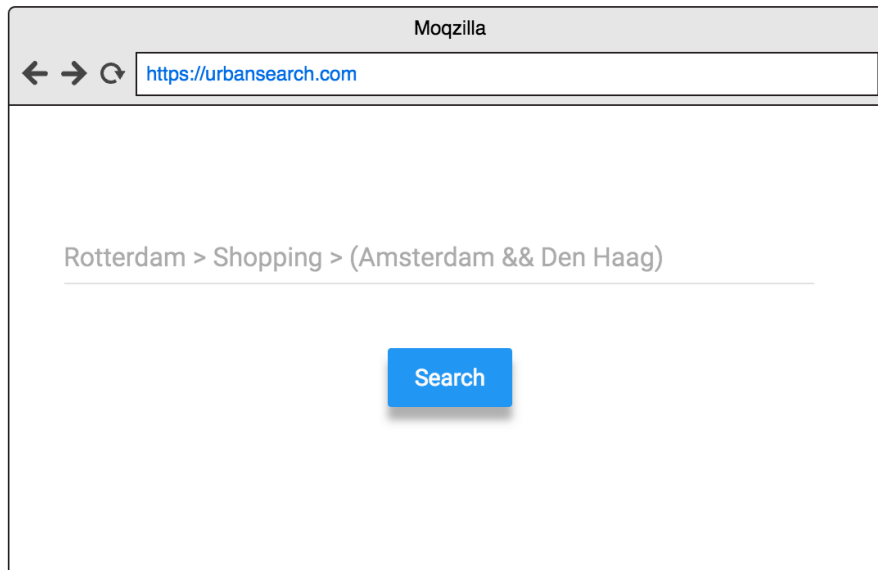 Moqzilla
https://urbansearch.com
Rotterdam > Shopping > (Amsterdam && Den Haag)
Search